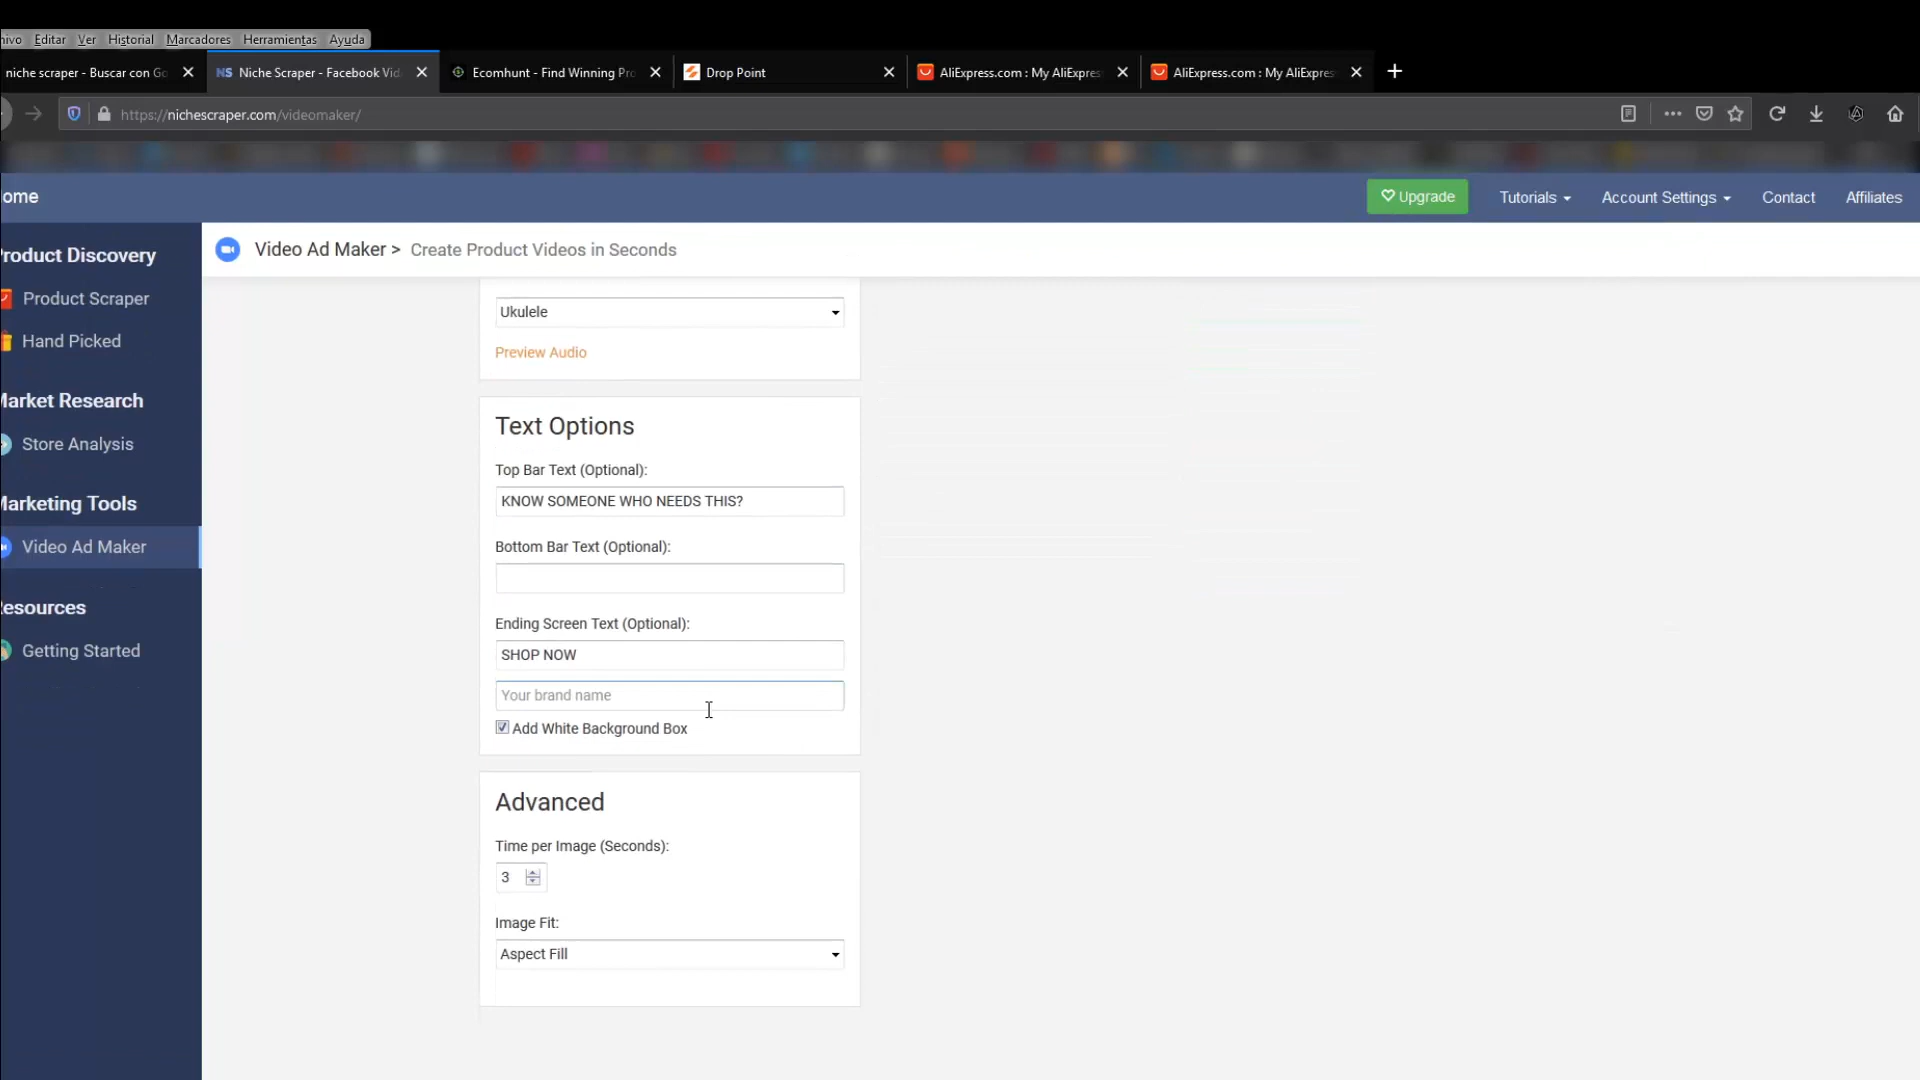 Editar Ver Historial Marcadores Herramientas Ayuda
niche scraper - Buscar con Go
NS Niche Scraper - Facebook Vid
Ecomhunt - Find Winning Pro
Drop Point
AliExpress.com : My AliExpres
AliExpress.com : My AliExpres
https://nichescraper.com/videomaker/
ome
Upgrade
Tutorials
Account Settings
Contact
Affiliates
Video Ad Maker > Create Product Videos in Seconds
roduct Discovery
Product Scraper
Hand Picked
Market Research
Store Analysis
Marketing Tools
Video Ad Maker
esources
Getting Started
Ukulele
Preview Audio
Text Options
Top Bar Text (Optional):
KNOW SOMEONE WHO NEEDS THIS?
Bottom Bar Text (Optional):
Ending Screen Text (Optional):
SHOP NOW
Your brand name
Add White Background Box
Advanced
Time per Image (Seconds):
3
Image Fit:
Aspect Fill